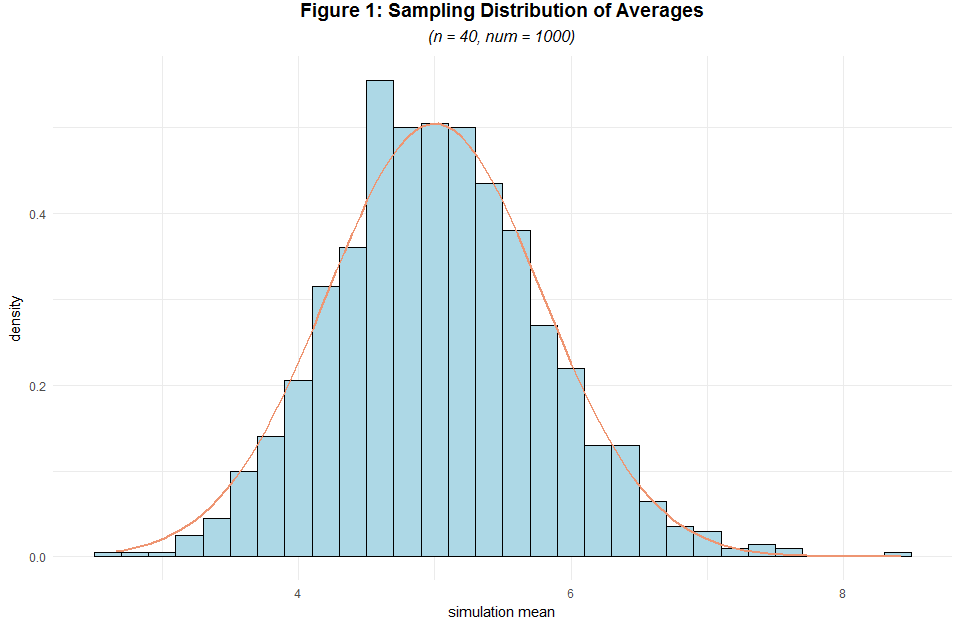 Figure 1: Sampling Distribution of Averages
(n = 40, num = 1000)
density
0.4
0.2
0.0
4 6 8
simulation mean